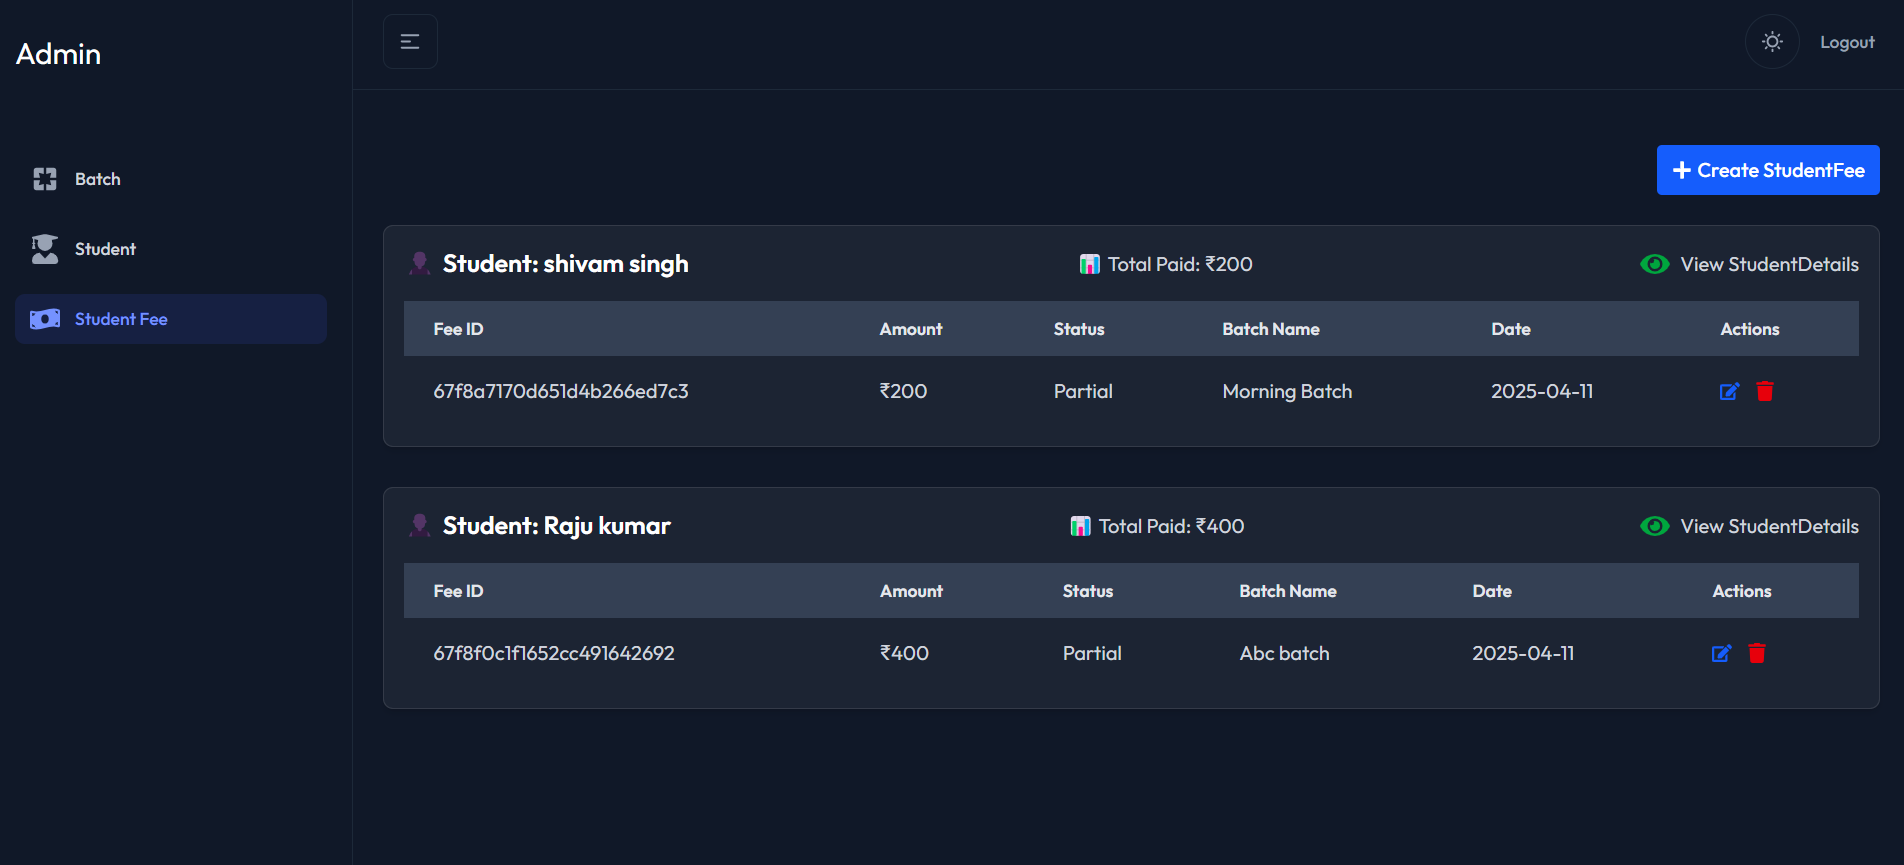 Admin
Logout
Batch
Student
Student Fee
Create StudentFee
Student: shivam singh Total Paid: ₹200 View StudentDetails
Fee ID Amount Status Batch Name Date Actions
67f8a7170d651d4b266ed7c3 ₹200 Partial Morning Batch 2025-04-11
Student: Raju kumar Total Paid: ₹400 View StudentDetails
Fee ID Amount Status Batch Name Date Actions
67f8f0c1f1652cc491642692 ₹400 Partial Abc batch 2025-04-11